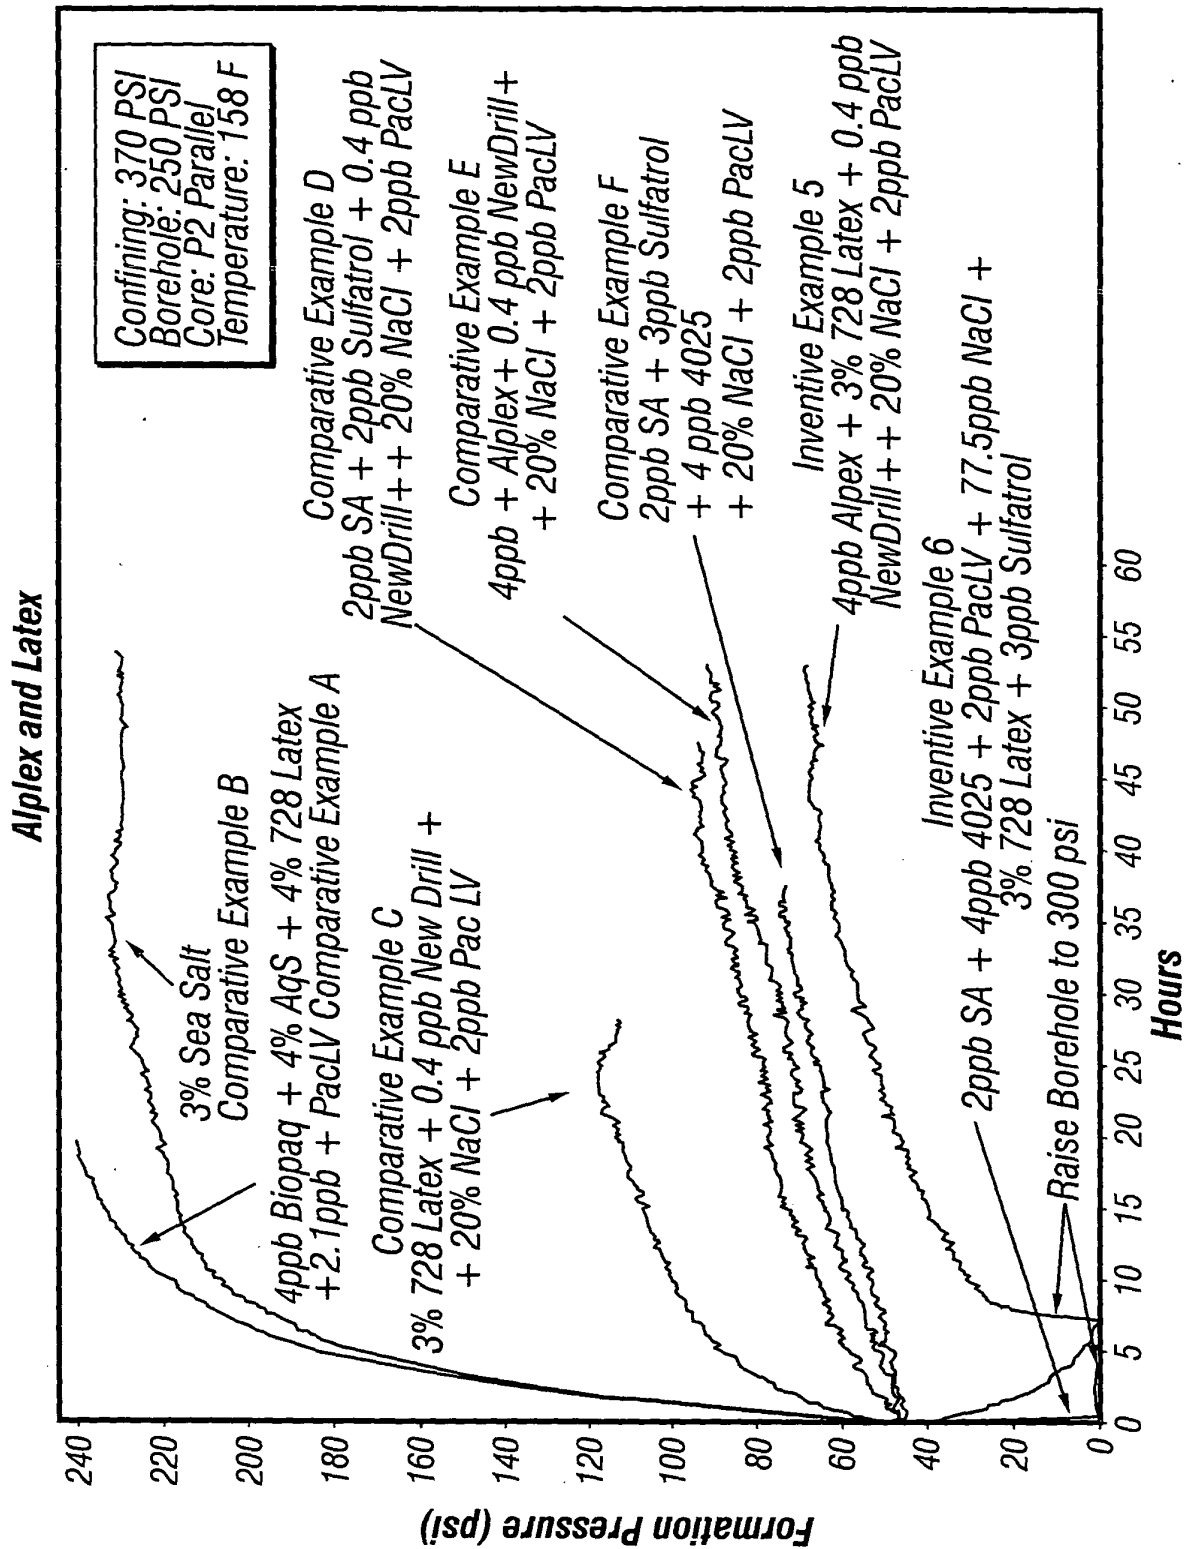 Alplex and Latex
Confining: 370 PSI
Borehole: 250 PSI
Core: P2 Parallel
Temperature: 158 F
3% Sea Salt
Comparative Example B
4ppb Biopaq + 4% AqS + 4% 728 Latex
+2.1ppb + PacLV Comparative Example A
Comparative Example C
3% 728 Latex + 0.4 ppb New Drill +
+ 20% NaCl + 2ppb Pac LV
Comparative Example D
2ppb SA + 2ppb Sulfatrol + 0.4 ppb
NewDrill++ 20% NaCl + 2ppb PacLV
Comparative Example E
4ppb + Alplex+ 0.4 ppb NewDrill+
+ 20% NaCl + 2ppb PacLV
Comparative Example F
2ppb SA + 3ppb Sulfatrol
+ 4 ppb 4025
+ 20% NaCl + 2ppb PacLV
Inventive Example 5
4ppb Alpex + 3% 728 Latex + 0.4 ppb
NewDrill++ 20% NaCl + 2ppb PacLV
Inventive Example 6
2ppb SA + 4ppb 4025 + 2ppb PacLV + 77.5ppb NaCl +
3% 728 Latex + 3ppb Sulfatrol
Raise Borehole to 300 psi
Formation Pressure (psi)
240
220
200
180
160
140
120
100
80
60
40
20
0
0 5 10 15 20 25 30 35 40 45 50 55 60
Hours